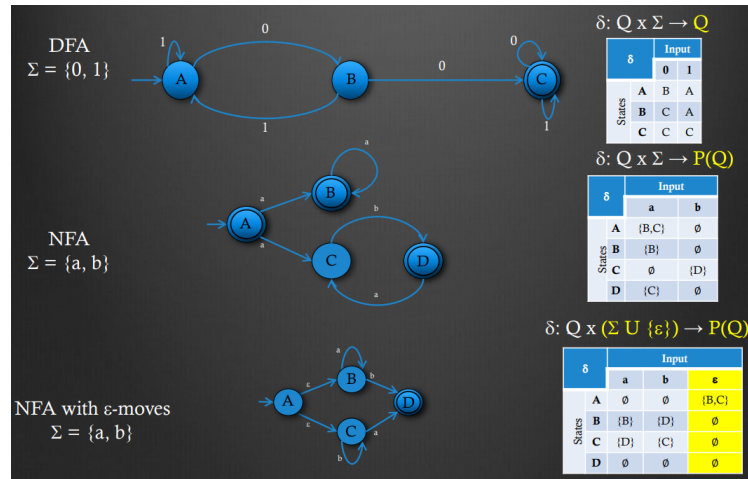 DFA
Σ = {0, 1}
1
0
A
B
1
0
0
C
1
δ: Q x Σ → Q
δ Input
0 1
States
A B A
B C A
C C C
NFA
Σ = {a, b}
a
B
a
A
a
C
b
D
a
δ: Q x Σ → P(Q)
δ Input
a b
States
A {B,C} ∅
B {B} ∅
C ∅ {D}
D {C} ∅
NFA with ε-moves
Σ = {a, b}
A
ε
ε
a
B
b
C
b
a
D
δ: Q x (Σ U {ε}) → P(Q)
δ Input
a b ε
States
A ∅ ∅ {B,C}
B {B} {D} ∅
C {D} {C} ∅
D ∅ ∅ ∅